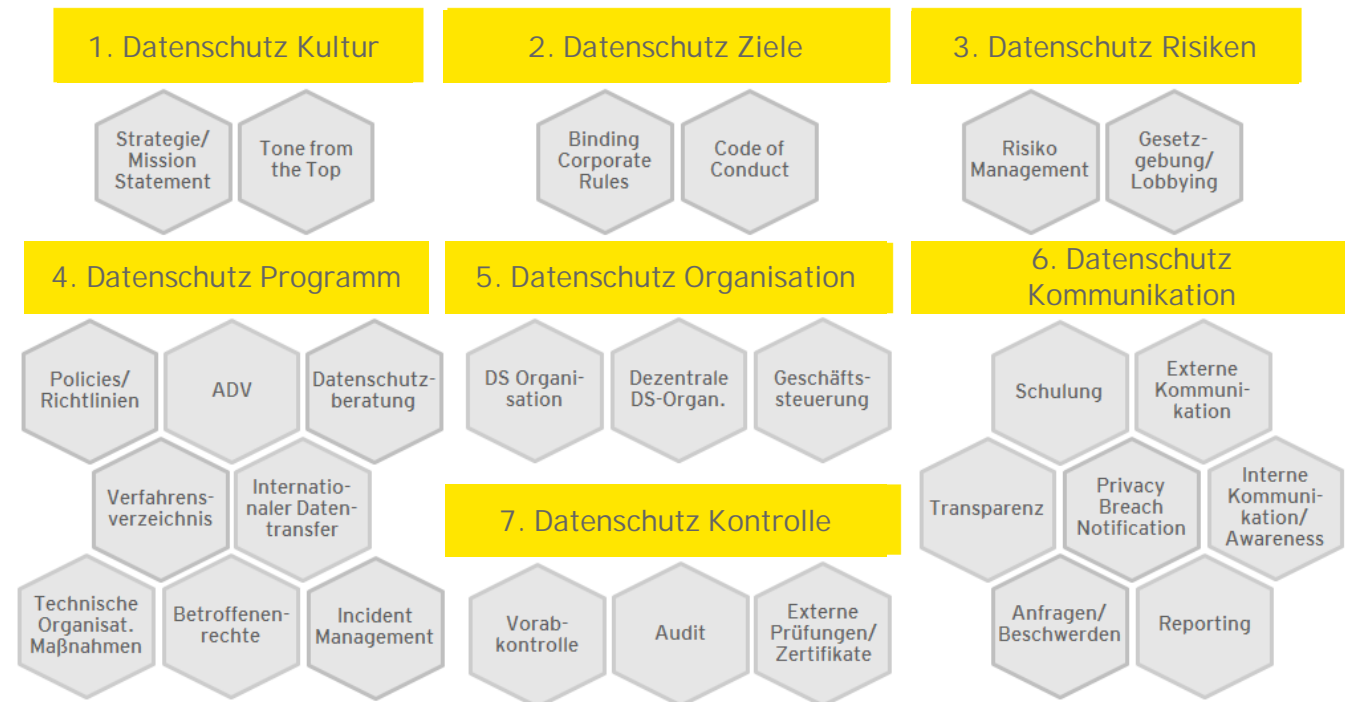 1. Datenschutz Kultur
Strategie/
Mission
Statement
Tone from
the Top
2. Datenschutz Ziele
Binding
Corporate
Rules
Code of
Conduct
3. Datenschutz Risiken
Risiko
Management
Gesetz-
gebung/
Lobbying
4. Datenschutz Programm
Policies/
Richtlinien
ADV
Datenschutz-
beratung
Verfahrens-
verzeichnis
Internatio-
naler Daten-
transfer
Technische
Organisat.
Maßnahmen
Betroffenen-
rechte
Incident
Management
5. Datenschutz Organisation
DS Organi-
sation
Dezentrale
DS-Organ.
Geschäfts-
steuerung
6. Datenschutz
Kommunikation
Schulung
Externe
Kommuni-
kation
Transparenz
Privacy
Breach
Notification
Interne
Kommuni-
kation/
Awareness
Anfragen/
Beschwerden
Reporting
7. Datenschutz Kontrolle
Vorab-
kontrolle
Audit
Externe
Prüfungen/
Zertifikate